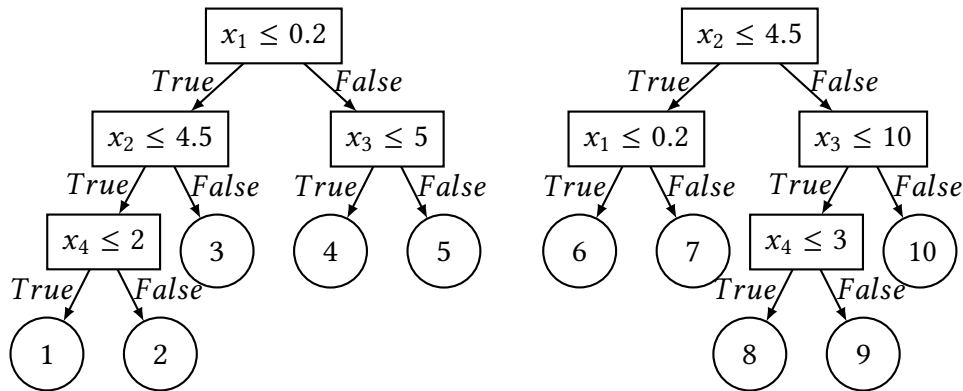 x₁ ≤ 0.2 x₂ ≤ 4.5
True False True False
x₂ ≤ 4.5 x₃ ≤ 5 x₁ ≤ 0.2 x₃ ≤ 10
True False True False True False True False
x₄ ≤ 2 3 4 5 6 7 x₄ ≤ 3 10
True False True False
1 2 8 9